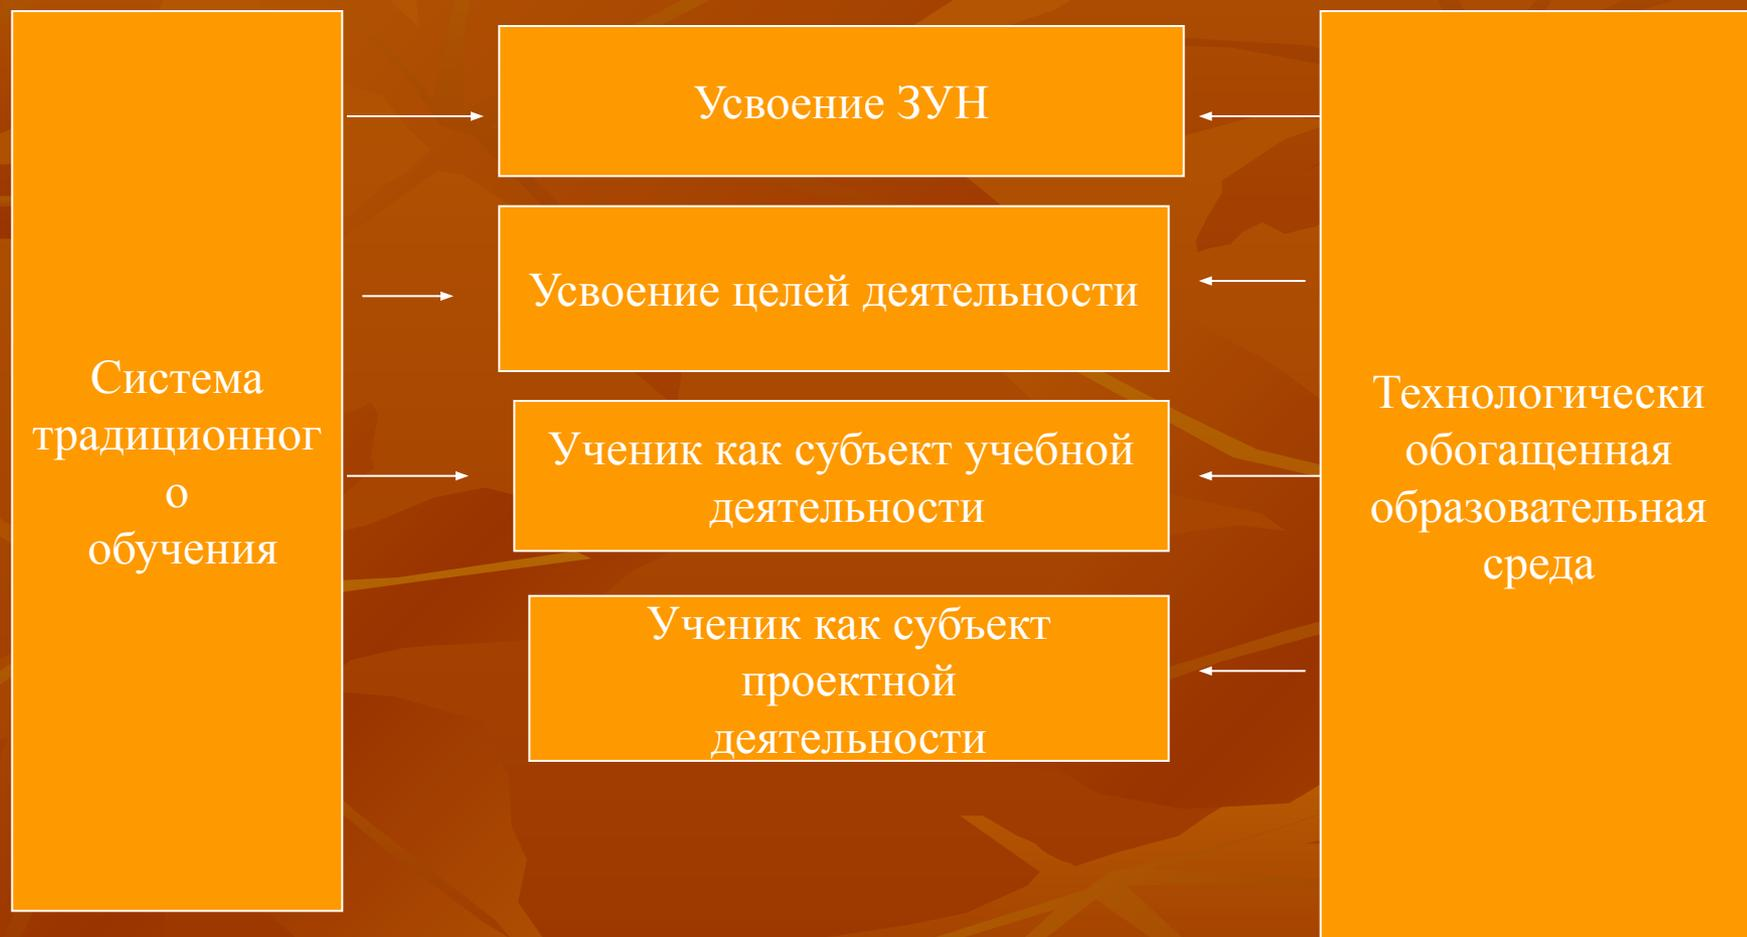 Система
традиционног
о
обучения
Усвоение ЗУН
Усвоение целей деятельности
Ученик как субъект учебной
деятельности
Ученик как субъект
проектной
деятельности
Технологически
обогащенная
образовательная
среда